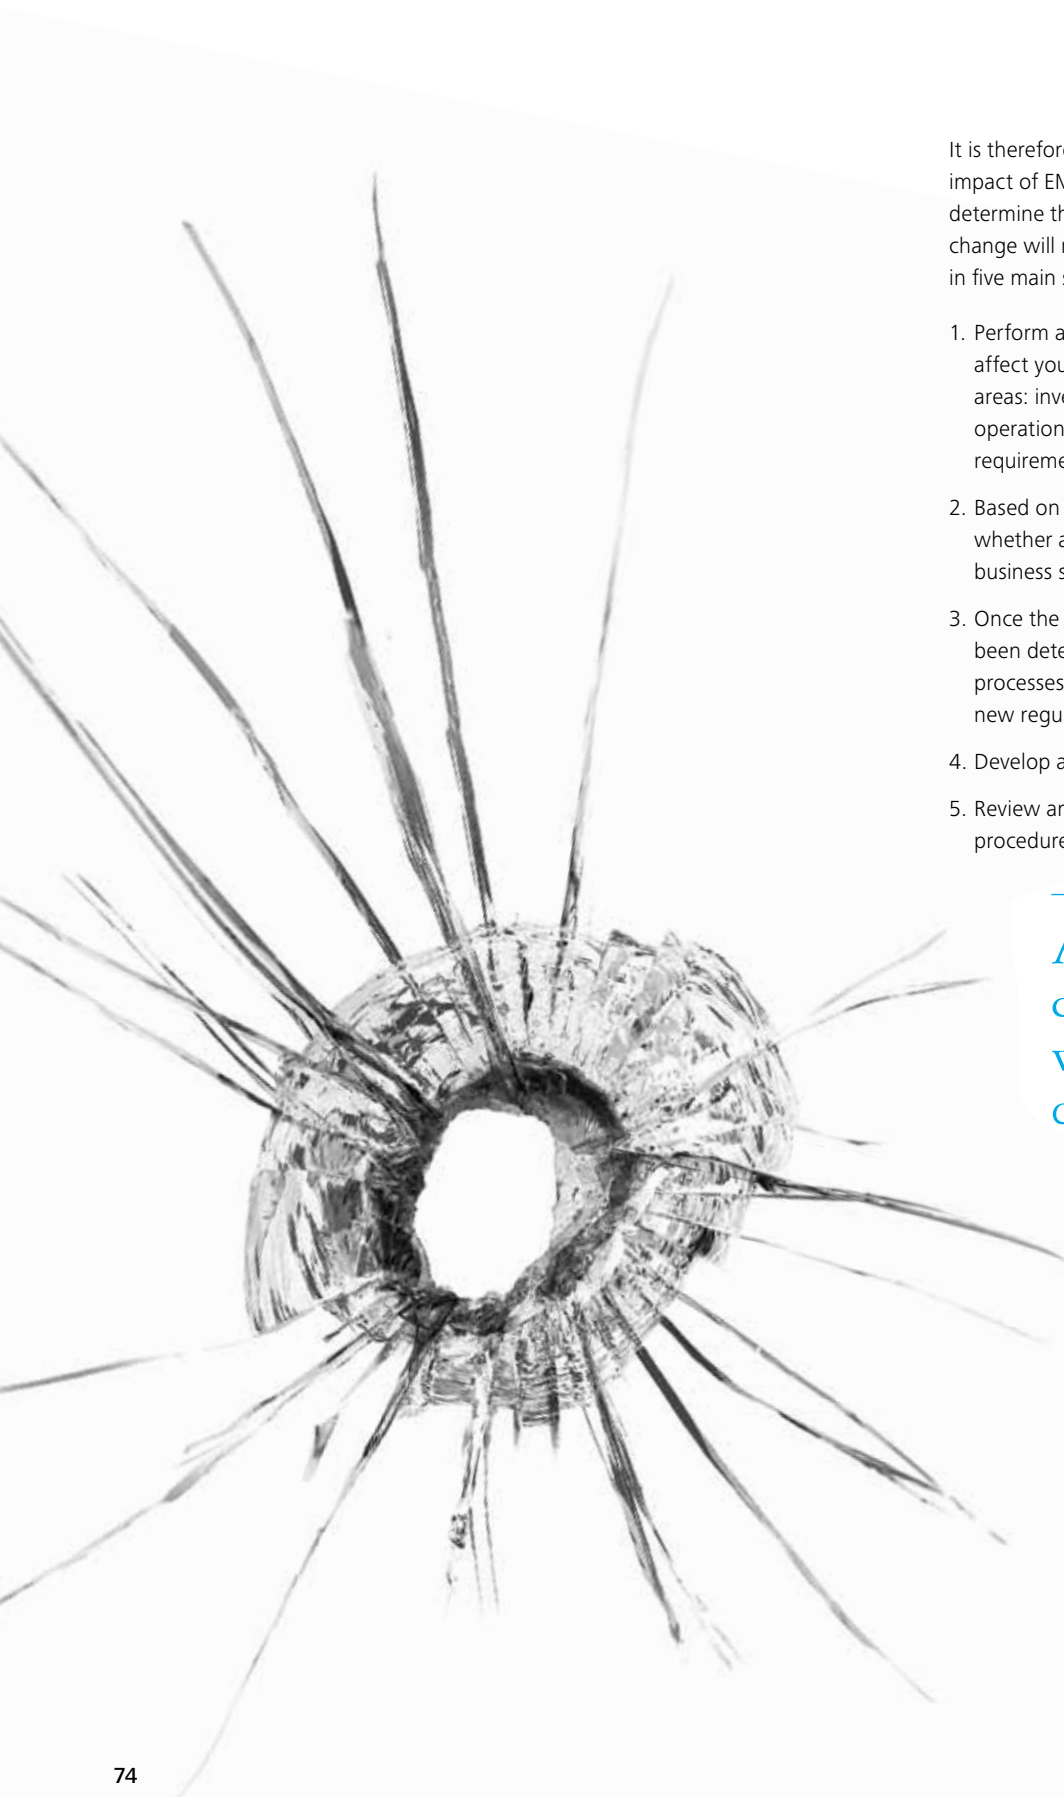 It is therefore
impact of EM
determine th
change will
in five main
1. Perform a
affect you
areas: inve
operation
requireme
2. Based on
whether a
business s
3. Once the
been dete
processes
new regu
4. Develop a
5. Review an
procedure
A
c
v
c
74